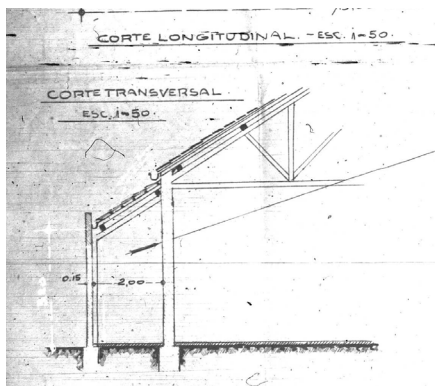 CORTE LONGITUDINAL. - ESC. 1=50.
CORTE TRANSVERSAL
ESC. 1=50.
0,15
2,00